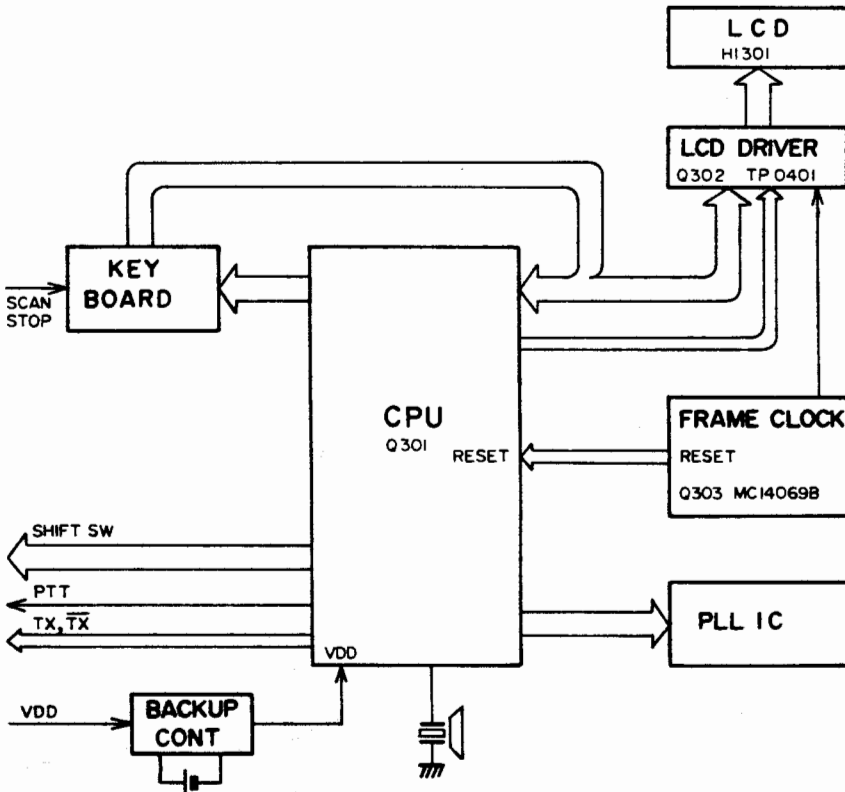 LCD
H1301
LCD DRIVER
Q302 TP0401
KEY
BOARD
SCAN
STOP
CPU
Q301
RESET
FRAME CLOCK
RESET
Q303 MC14069B
SHIFT SW
PTT
TX, T̅X̅
VDD
PLL IC
VDD
BACKUP
CONT